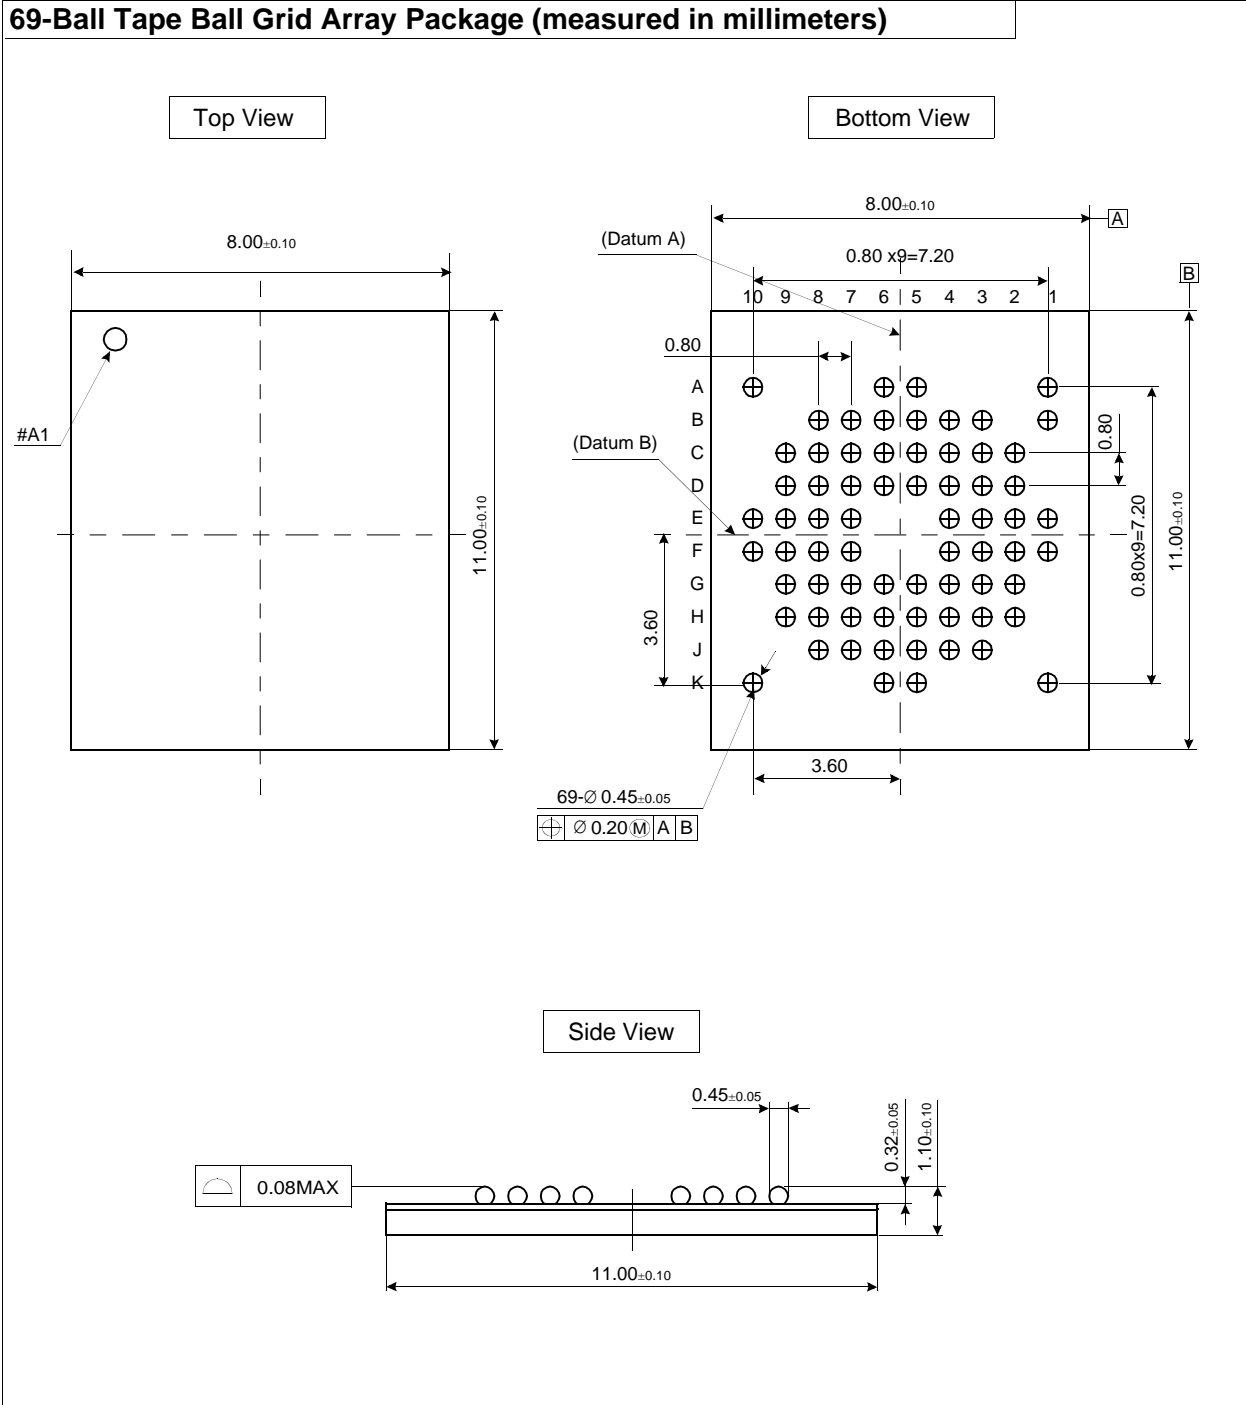 69-Ball Tape Ball Grid Array Package (measured in millimeters)
Top View
Bottom View
8.00±0.10
#A1
11.00±0.10
8.00±0.10
A
(Datum A)
0.80 x9=7.20
B
10 9 8 7 6 5 4 3 2 1
0.80
A
B
C
D
E
F
G
H
J
K
(Datum B)
0.80
0.80x9=7.20
11.00±0.10
3.60
3.60
69-∅ 0.45±0.05
⌖ ∅ 0.20 Ⓜ A B
Side View
0.45±0.05
0.32±0.05
1.10±0.10
0.08MAX
11.00±0.10